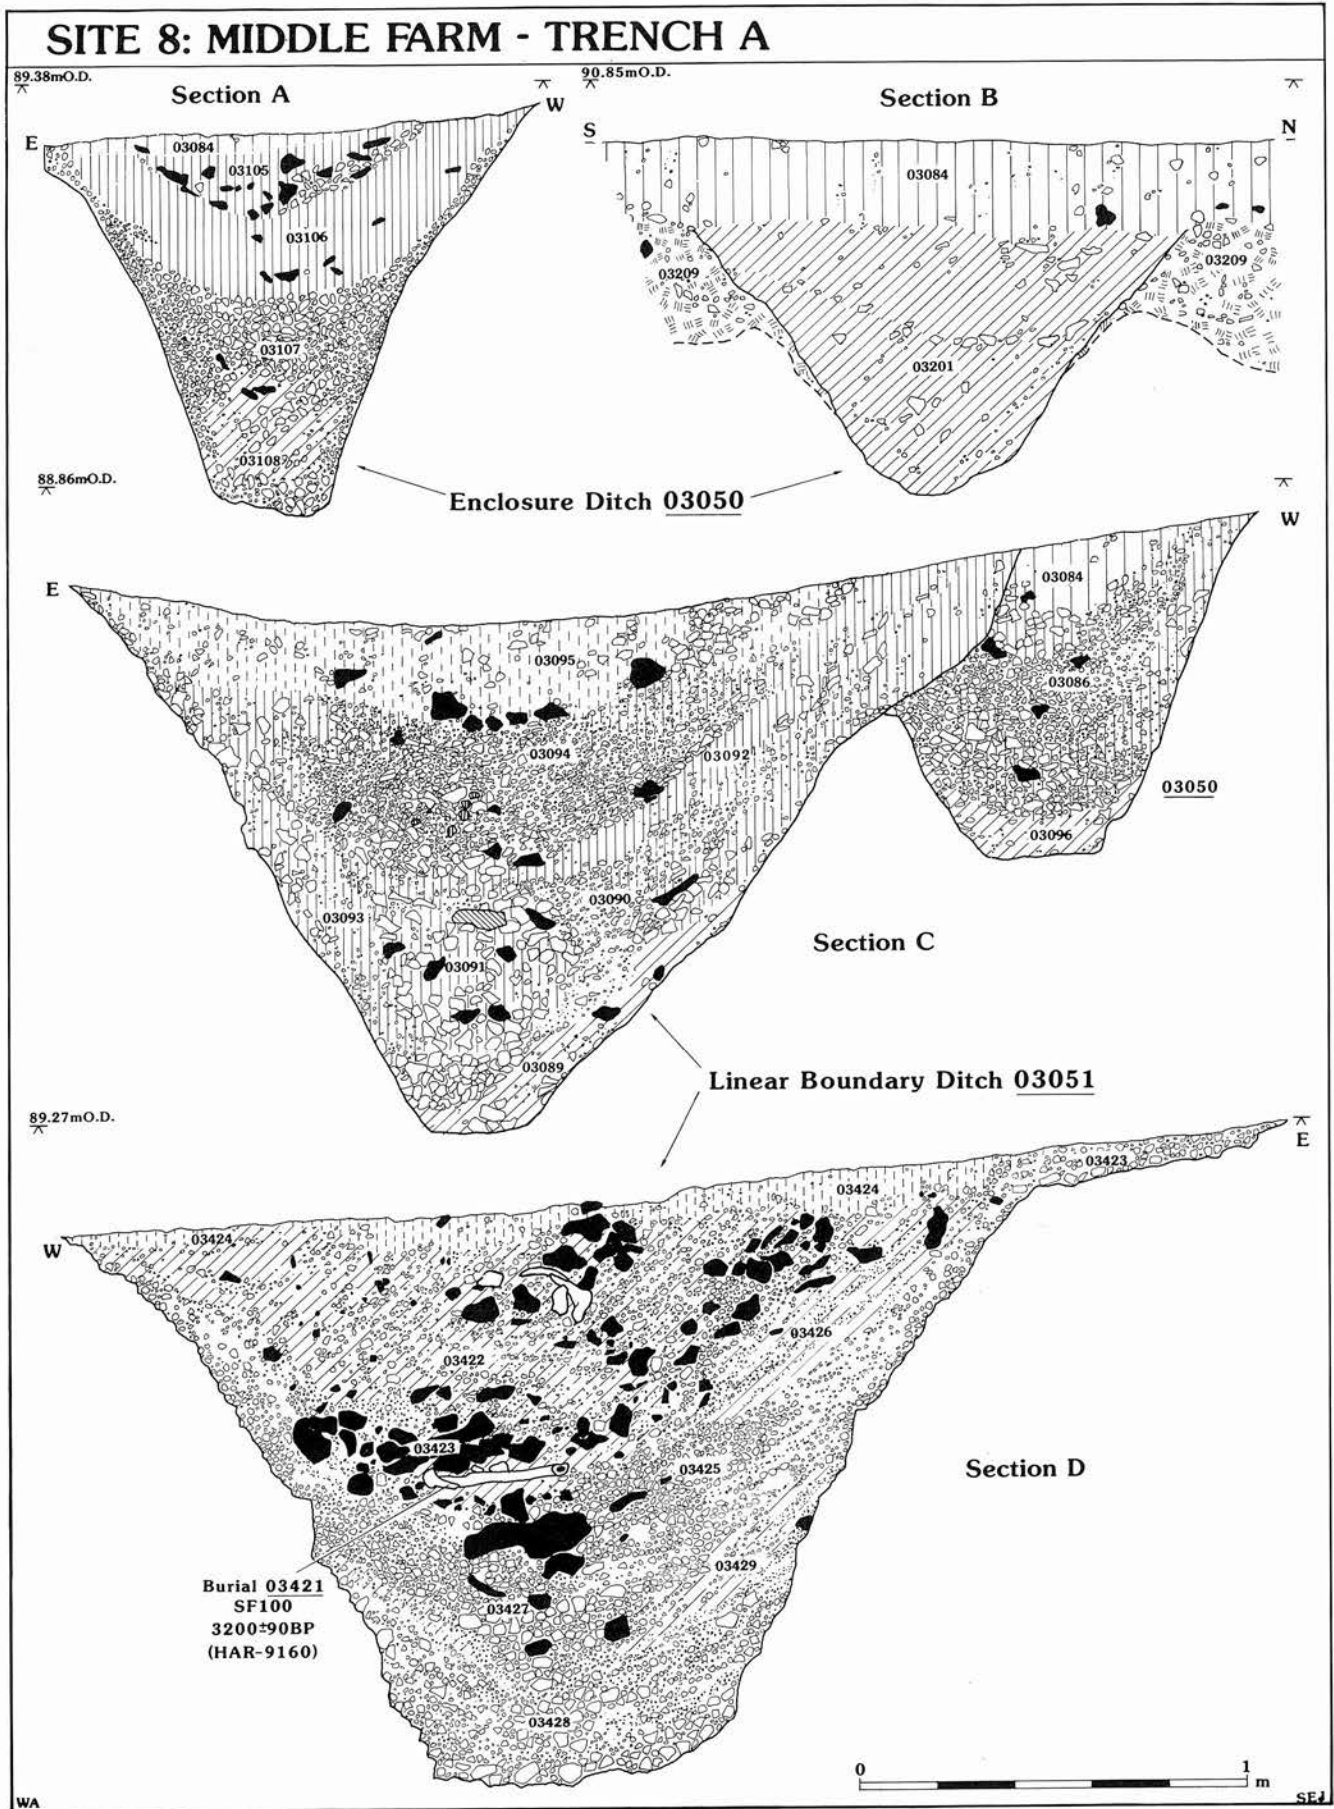 SITE 8: MIDDLE FARM - TRENCH A
89.38mO.D.
90.85mO.D.
Section A
Section B
E
W
S
N
03084
03105
03106
03107
03108
03084
03209
03209
03201
88.86mO.D.
Enclosure Ditch 03050
E
W
03084
03095
03086
03094
03092
03050
03096
03090
03093
03091
03089
Section C
Linear Boundary Ditch 03051
89.27mO.D.
E
W
03423
03424
03424
03426
03422
03423
03425
03429
03427
03428
Section D
Burial 03421
SF100
3200±90BP
(HAR-9160)
0 1
m
WA
SEJ